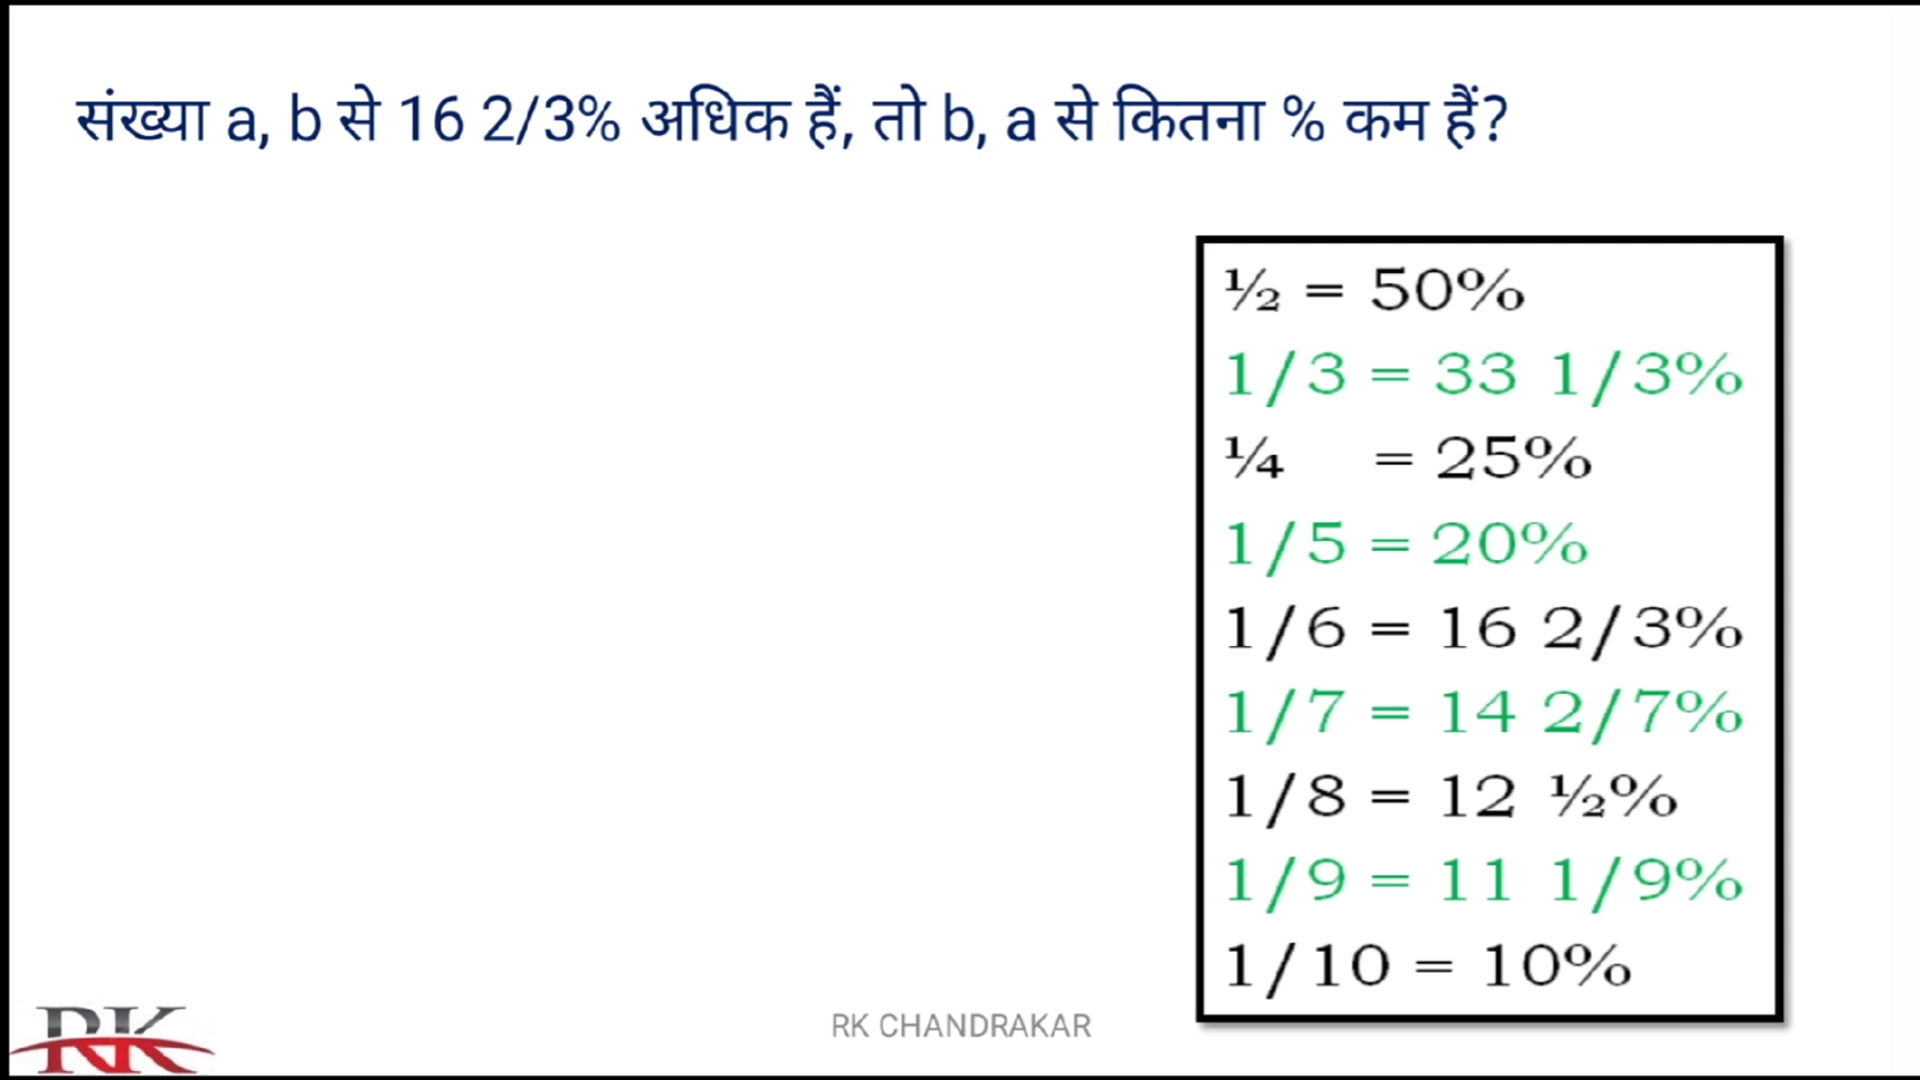 संख्या a, b से 16 2/3% अधिक हैं, तो b, a से कितना % कम हैं?
½ = 50%
1/3 = 33 1/3%
¼ = 25%
1/5 = 20%
1/6 = 16 2/3%
1/7 = 14 2/7%
1/8 = 12 ½%
1/9 = 11 1/9%
1/10 = 10%
RK
RK CHANDRAKAR